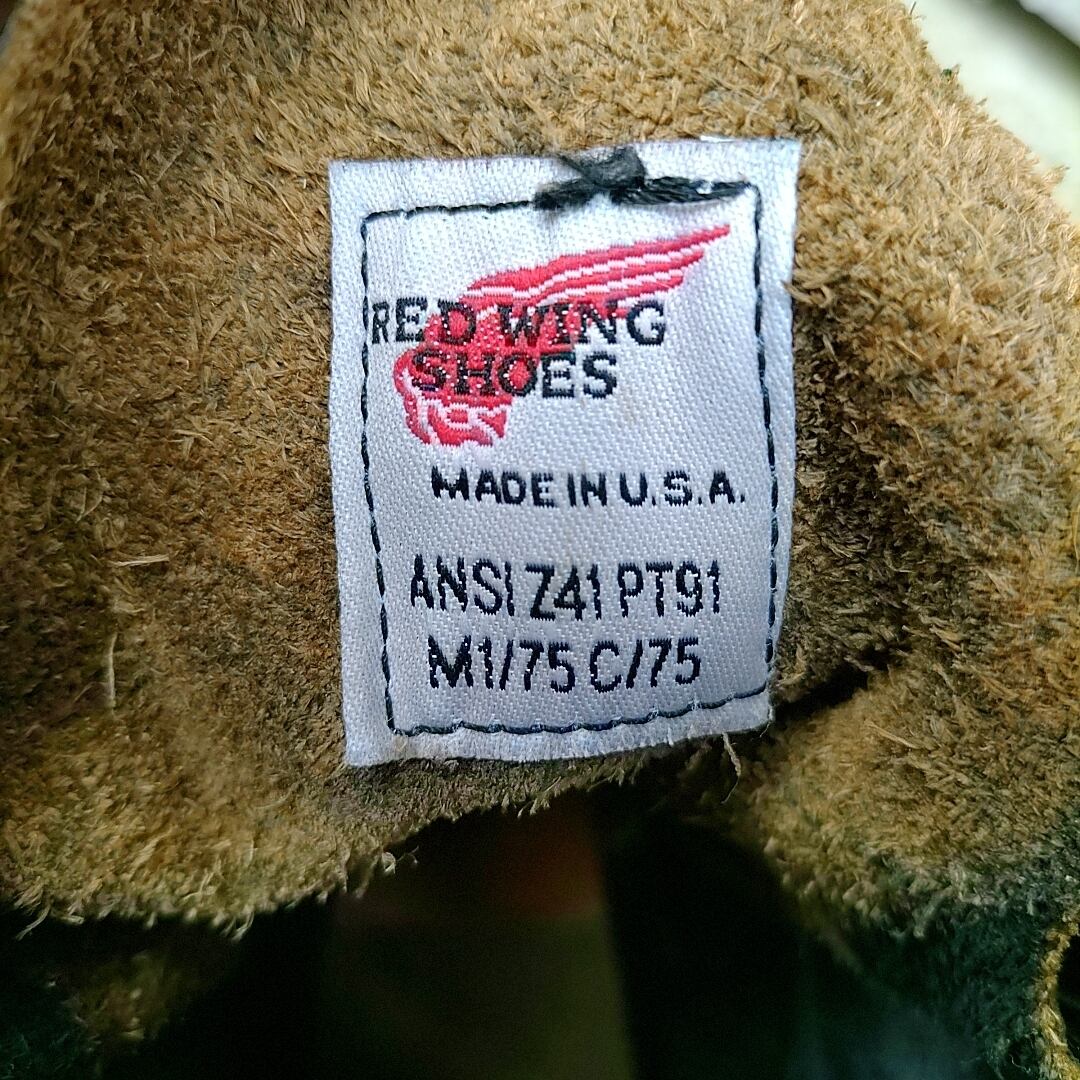 RED WING
SHOES
MADE IN U.S.A.
ANSI Z41 PT91
M1/75 C/75